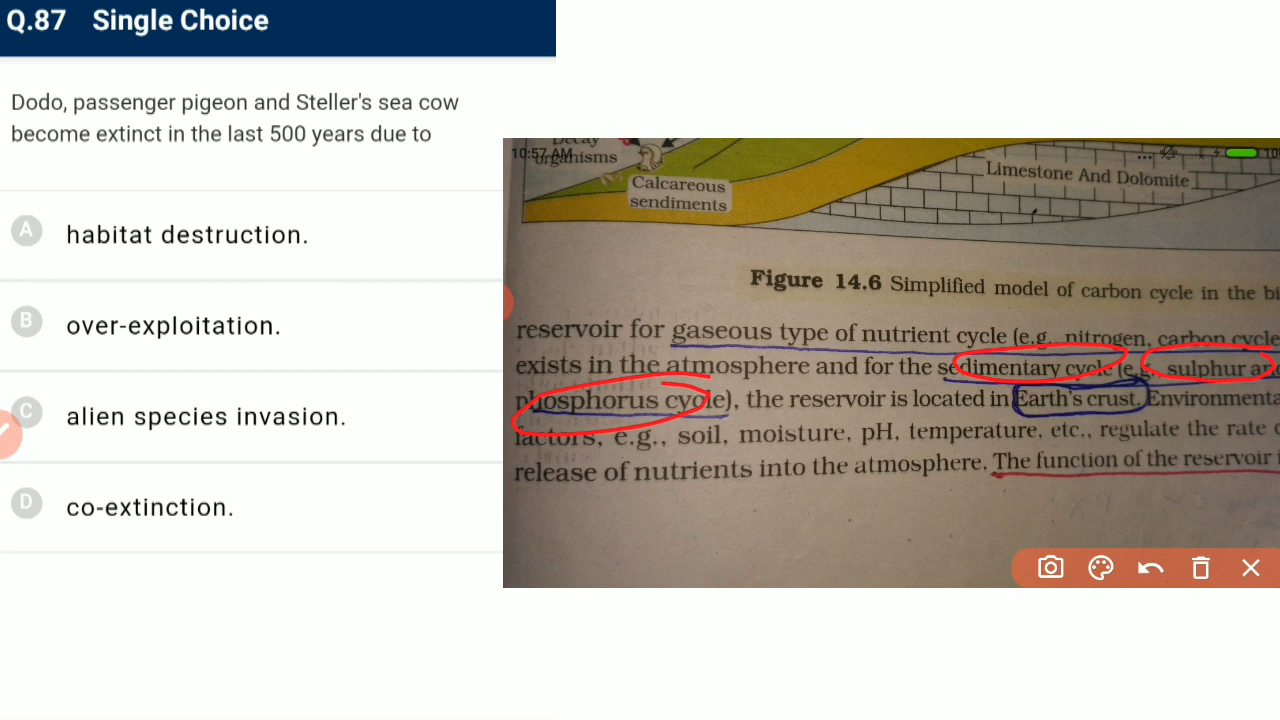 Q.87 Single Choice
Dodo, passenger pigeon and Steller's sea cow
become extinct in the last 500 years due to
A habitat destruction.
B over-exploitation.
C alien species invasion.
D co-extinction.
10:57 AM
Decay
organisms
Calcareous
sendiments
Limestone And Dolomite
Figure 14.6 Simplified model of carbon cycle in the
reservoir for gaseous type of nutrient cycle (e.g., nitrogen, carbon cycle
exists in the atmosphere and for the sedimentary cycle (e.g., sulphur
phosphorus cycle), the reservoir is located in Earth's crust. Environmenta
factors, e.g., soil, moisture, pH, temperature, etc., regulate the rate
release of nutrients into the atmosphere. The function of the reservoir